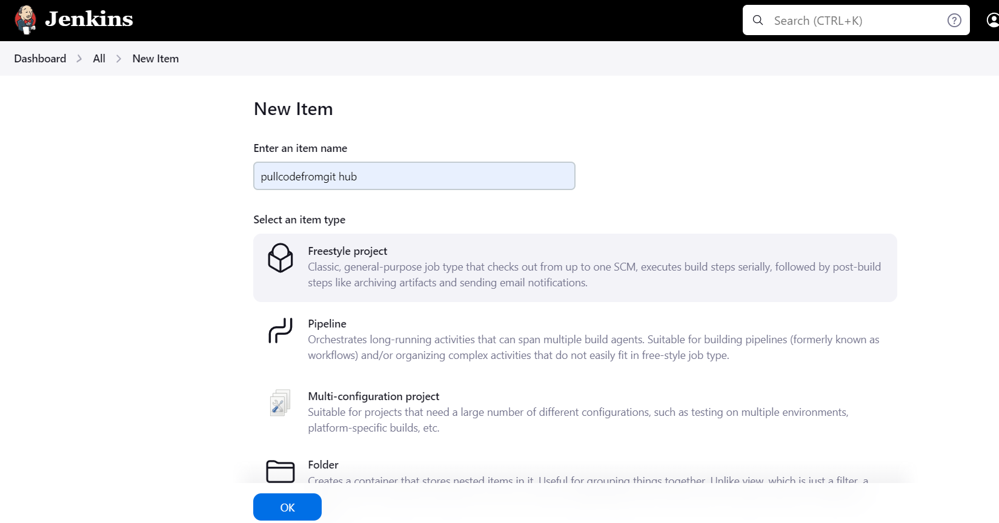 Jenkins
Search (CTRL+K)
?
Dashboard > All > New Item
New Item
Enter an item name
pullcodefromgit hub
Select an item type
Freestyle project
Classic, general-purpose job type that checks out from up to one SCM, executes build steps serially, followed by post-build
steps like archiving artifacts and sending email notifications.
Pipeline
Orchestrates long-running activities that can span multiple build agents. Suitable for building pipelines (formerly known as
workflows) and/or organizing complex activities that do not easily fit in free-style job type.
Multi-configuration project
Suitable for projects that need a large number of different configurations, such as testing on multiple environments,
platform-specific builds, etc.
Folder
Creates a container that stores nested items in it. Useful for grouping things together. Unlike view, which is just a filter, a
OK